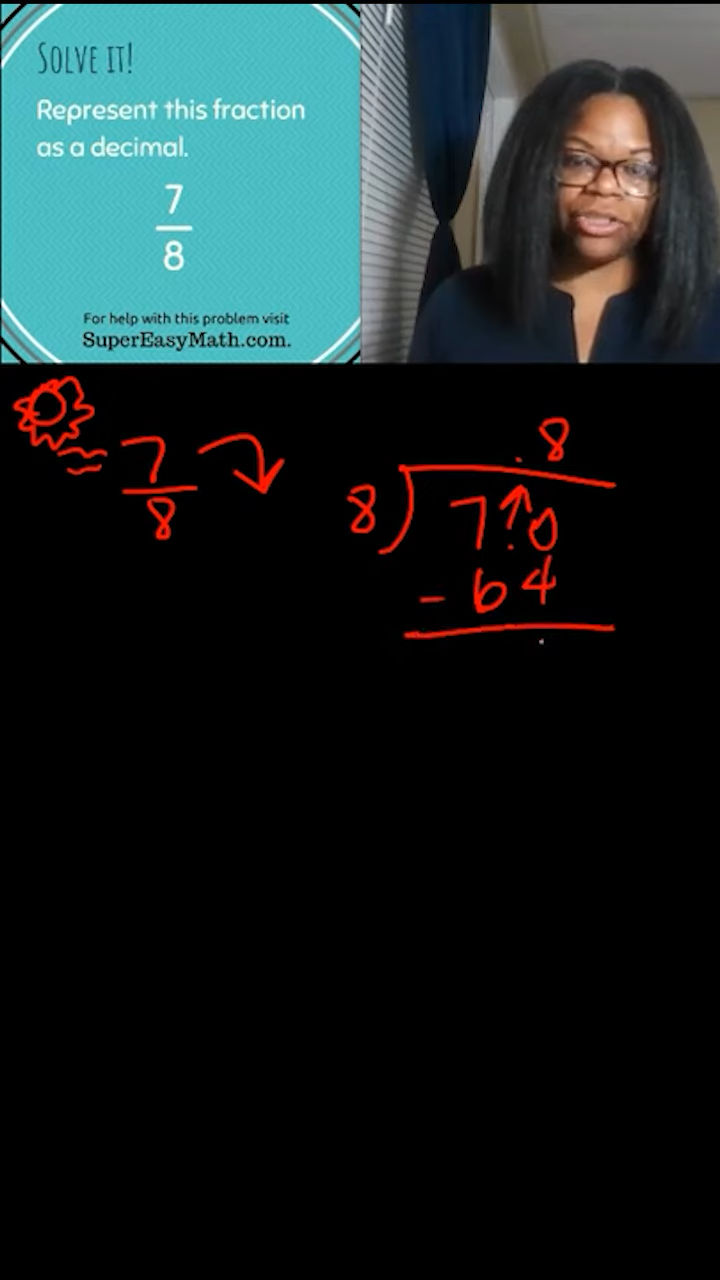 SOLVE IT!
Represent this fraction
as a decimal.
7
8
For help with this problem visit
SuperEasyMath.com.
7
8
.8
8) 7.0
- 64